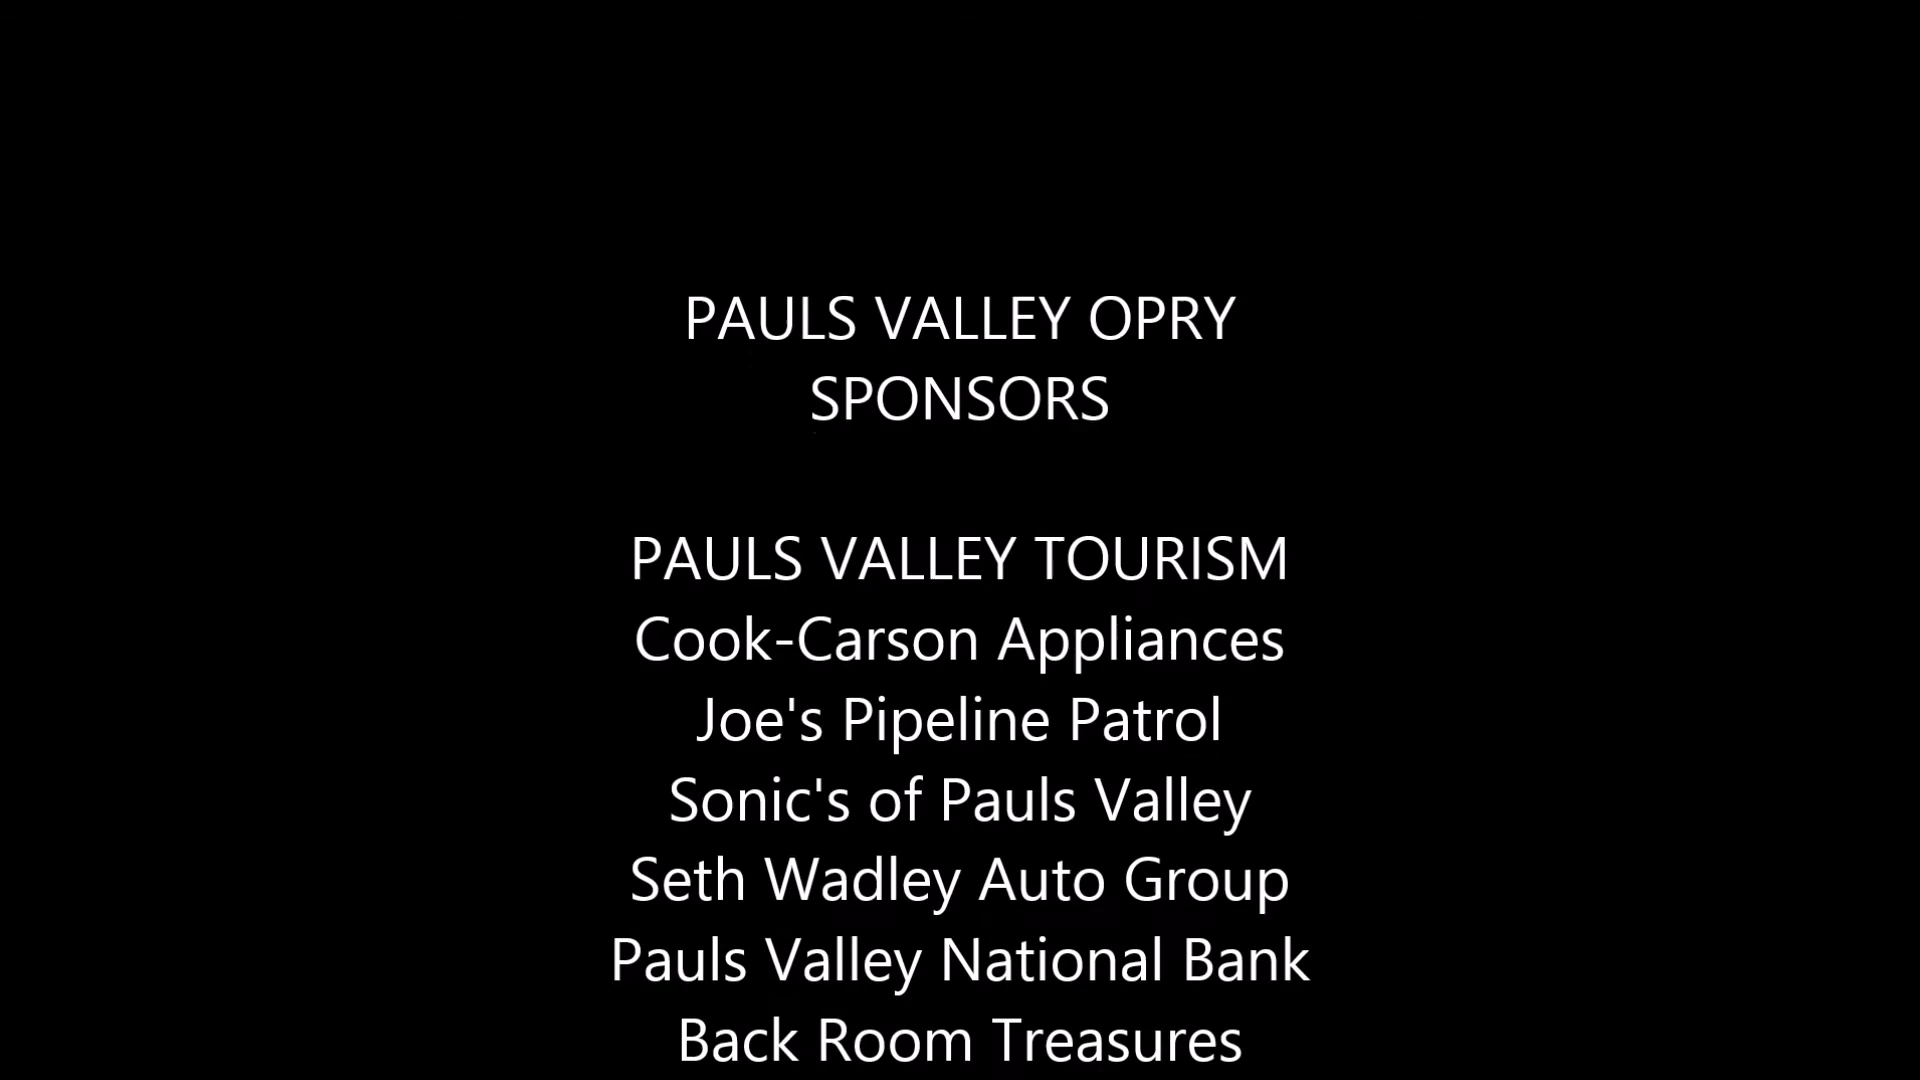 PAULS VALLEY OPRY
SPONSORS
PAULS VALLEY TOURISM
Cook-Carson Appliances
Joe's Pipeline Patrol
Sonic's of Pauls Valley
Seth Wadley Auto Group
Pauls Valley National Bank
Back Room Treasures